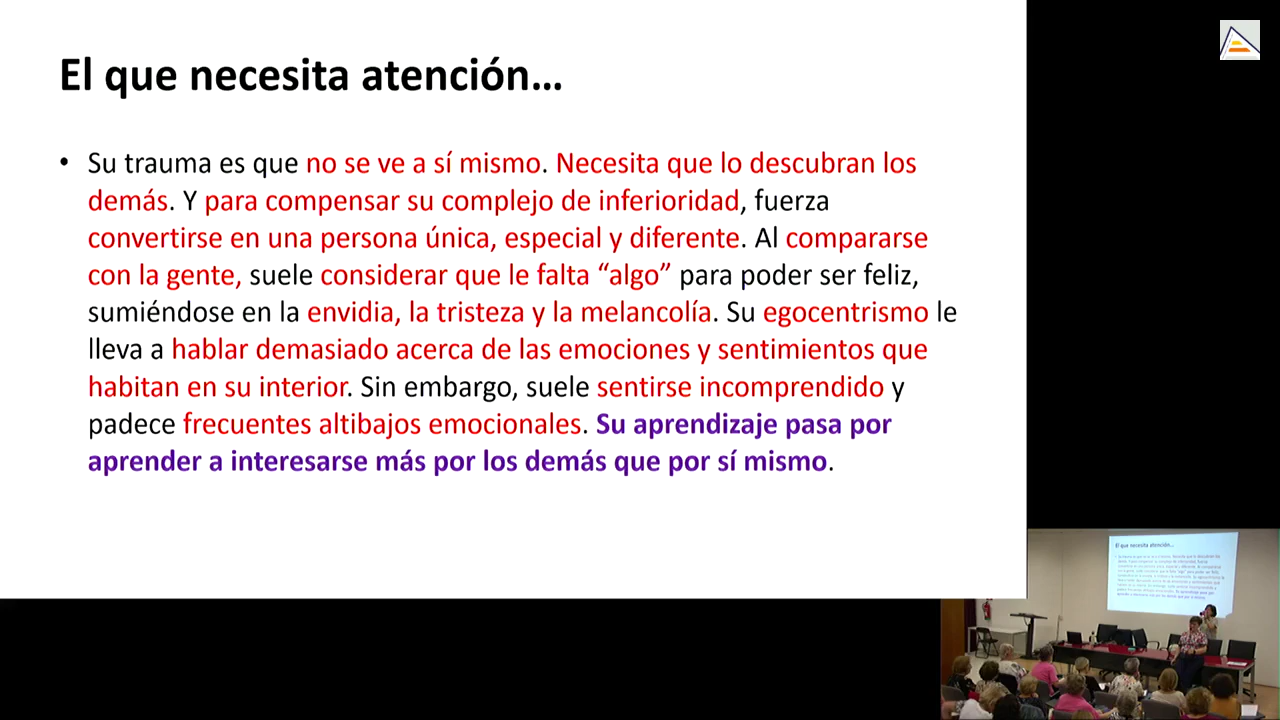 El que necesita atención...
• Su trauma es que no se ve a sí mismo. Necesita que lo descubran los
demás. Y para compensar su complejo de inferioridad, fuerza
convertirse en una persona única, especial y diferente. Al compararse
con la gente, suele considerar que le falta “algo” para poder ser feliz,
sumiéndose en la envidia, la tristeza y la melancolía. Su egocentrismo le
lleva a hablar demasiado acerca de las emociones y sentimientos que
habitan en su interior. Sin embargo, suele sentirse incomprendido y
padece frecuentes altibajos emocionales. Su aprendizaje pasa por
aprender a interesarse más por los demás que por sí mismo.
El que necesita atención...